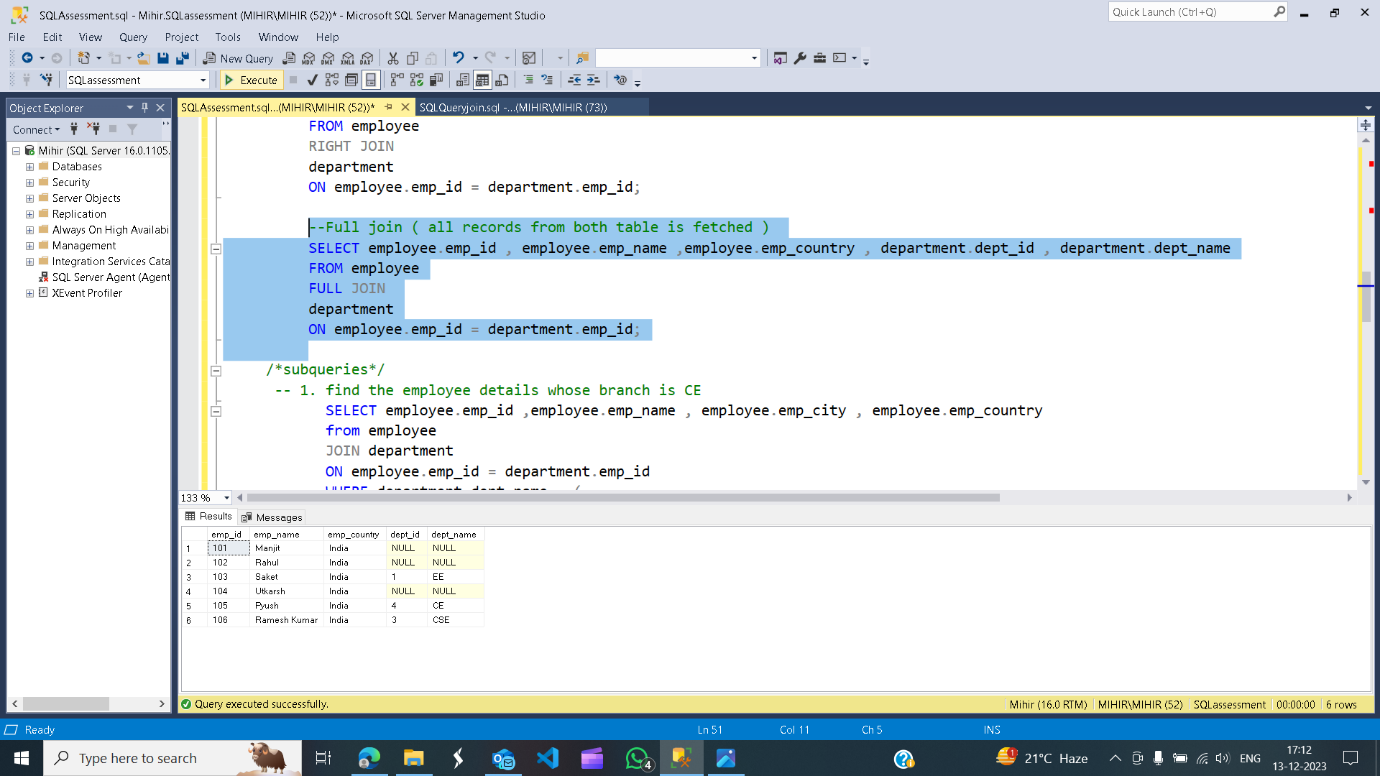 SQLAssessment.sql - Mihir.SQLassessment (MIHIR\MIHIR (52))* - Microsoft SQL Server Management Studio
Quick Launch (Ctrl+Q)
File Edit View Query Project Tools Window Help
New Query
SQLassessment Execute
Object Explorer
SQLAssessment.sql...(MIHIR\MIHIR (52))* SQLQueryjoin.sql -...(MIHIR\MIHIR (73))
Connect
Mihir (SQL Server 16.0.1105.
Databases
Security
Server Objects
Replication
Always On High Availabi
Management
Integration Services Cata
SQL Server Agent (Agent
XEvent Profiler
FROM employee
RIGHT JOIN
department
ON employee.emp_id = department.emp_id;
--Full join ( all records from both table is fetched )
SELECT employee.emp_id , employee.emp_name ,employee.emp_country , department.dept_id , department.dept_name
FROM employee
FULL JOIN
department
ON employee.emp_id = department.emp_id;
/*subqueries*/
-- 1. find the employee details whose branch is CE
SELECT employee.emp_id ,employee.emp_name , employee.emp_city , employee.emp_country
from employee
JOIN department
ON employee.emp_id = department.emp_id
WHERE department.dept_name = (
133 %
Results Messages
emp_id emp_name emp_country dept_id dept_name
1 101 Manjit India NULL NULL
2 102 Rahul India NULL NULL
3 103 Saket India 1 EE
4 104 Utkarsh India NULL NULL
5 105 Pyush India 4 CE
6 106 Ramesh Kumar India 3 CSE
Query executed successfully. Mihir (16.0 RTM) MIHIR\MIHIR (52) SQLassessment 00:00:00 6 rows
Ready Ln 51 Col 11 Ch 5 INS
Type here to search
4
1
21°C Haze
ENG
17:12
13-12-2023